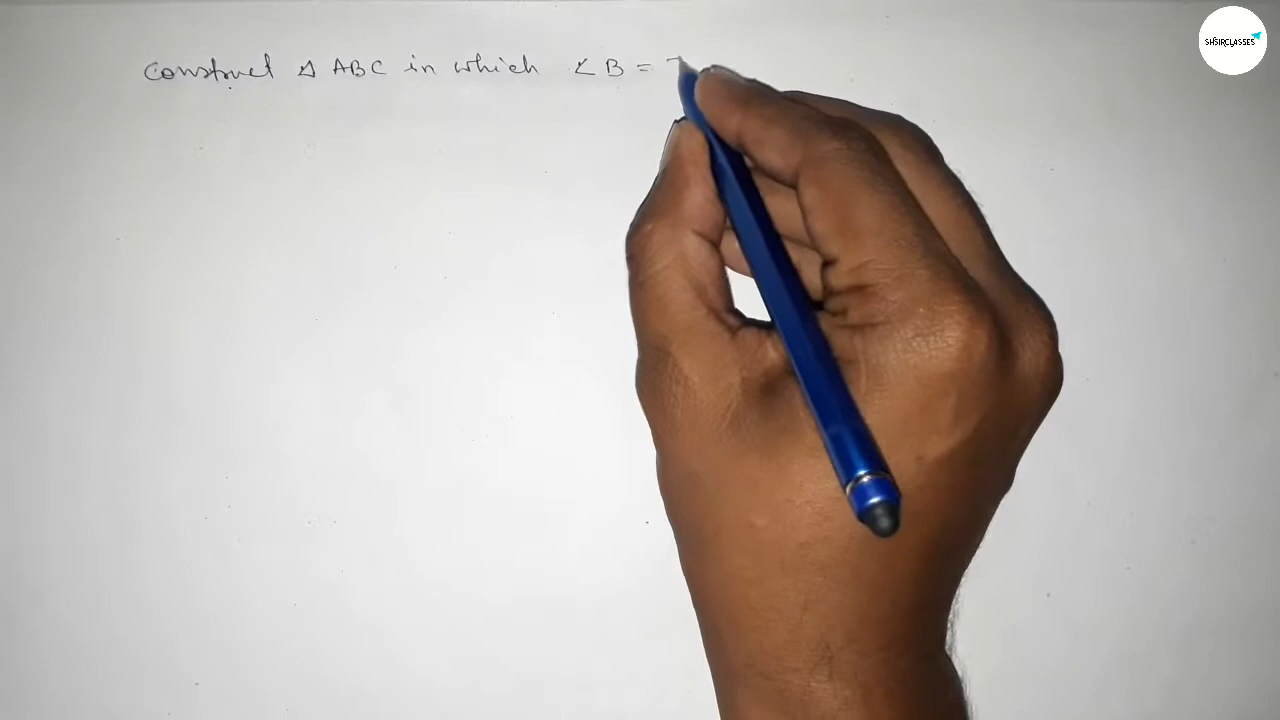 SHSIRCLASSES
construct △ ABC in which ∠B =